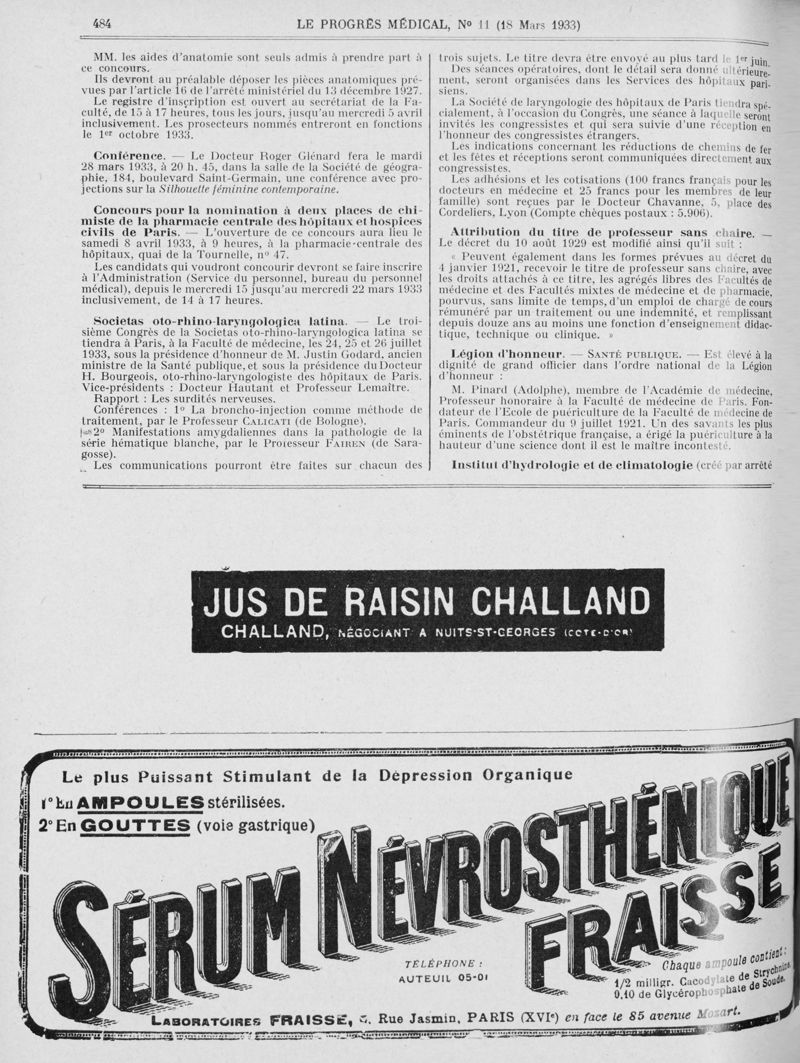 484
LE PROGRÈS MÉDICAL, No 11 (18 Mars 1933)
MM. les aides d'anatomie sont seuls admis à prendre part à
ce concours.
Ils devront au préalable déposer les pièces anatomiques pré-
vues par l'article 16 de l'arrêté ministériel du 13 décembre 1927.
Le registre d'inscription est ouvert au secrétariat de la Fa-
culté, de 15 à 17 heures, tous les jours, jusqu'au mercredi 5 avril
inclusivement. Les prosecteurs nommés entreront en fonctions
le 1er octobre 1933.
Conférence. — Le Docteur Roger Glénard fera le mardi
28 mars 1933, à 20 h. 45, dans la salle de la Société de géogra-
phie, 184, boulevard Saint-Germain, une conférence avec pro-
jections sur la Silhouette féminine contemporaine.
Concours pour la nomination à deux places de chi-
miste de la pharmacie centrale des hôpitaux et hospices
civils de Paris. — L'ouverture de ce concours aura lieu le
samedi 8 avril 1933, à 9 heures, à la pharmacie-centrale des
hôpitaux, quai de la Tournelle, no 47.
Les candidats qui voudront concourir devront se faire inscrire
à l'Administration (Service du personnel, bureau du personnel
médical), depuis le mercredi 15 jusqu'au mercredi 22 mars 1933
inclusivement, de 14 à 17 heures.
Societas oto-rhino-laryngologica latina. — Le troi-
sième Congrès de la Societas oto-rhino-laryngologica latina se
tiendra à Paris, à la Faculté de médecine, les 24, 25 et 26 juillet
1933, sous la présidence d'honneur de M. Justin Godard, ancien
ministre de la Santé publique, et sous la présidence du Docteur
H. Bourgeois, oto-rhino-laryngologiste des hôpitaux de Paris.
Vice-présidents : Docteur Hautant et Professeur Lemaître.
Rapport : Les surdités nerveuses.
Conférences : 1o La broncho-injection comme méthode de
traitement, par le Professeur CALICATI (de Bologne).
2o Manifestations amygdaliennes dans la pathologie de la
série hématique blanche, par le Professeur FAIREN (de Sara-
gosse).
Les communications pourront être faites sur chacun des
trois sujets. Le titre devra être envoyé au plus tard le 1er juin.
Des séances opératoires, dont le détail sera donné ultérieure-
ment, seront organisées dans les Services des hôpitaux pari-
siens.
La Société de laryngologie des hôpitaux de Paris tiendra spé-
cialement, à l'occasion du Congrès, une séance à laquelle seront
invités les congressistes et qui sera suivie d'une réception en
l'honneur des congressistes étrangers.
Les indications concernant les réductions de chemins de fer
et les fêtes et réceptions seront communiquées directement aux
congressistes.
Les adhésions et les cotisations (100 francs français pour les
docteurs en médecine et 25 francs pour les membres de leur
famille) sont reçues par le Docteur Chavanne, 5, place des
Cordeliers, Lyon (Compte chèques postaux : 5.906).
Attribution du titre de professeur sans chaire. —
Le décret du 10 août 1929 est modifié ainsi qu'il suit :
« Peuvent également dans les formes prévues au décret du
4 janvier 1921, recevoir le titre de professeur sans chaire, avec
les droits attachés à ce titre, les agrégés libres des Facultés de
médecine et des Facultés mixtes de médecine et de pharmacie,
pourvus, sans limite de temps, d'un emploi de chargé de cours
rémunéré par un traitement ou une indemnité, et remplissant
depuis douze ans au moins une fonction d'enseignement didac-
tique, technique ou clinique. »
Légion d'honneur. — SANTÉ PUBLIQUE. — Est élevé à la
dignité de grand officier dans l'ordre national de la Légion
d'honneur :
M. Pinard (Adolphe), membre de l'Académie de médecine,
Professeur honoraire à la Faculté de médecine de Paris. Fon-
dateur de l'Ecole de puériculture de la Faculté de médecine de
Paris. Commandeur du 9 juillet 1921. Un des savants les plus
éminents de l'obstétrique française, a érigé la puériculture à la
hauteur d'une science dont il est le maître incontesté.
Institut d'hydrologie et de climatologie (créé par arrêté
JUS DE RAISIN CHALLAND
CHALLAND, NÉGOCIANT A NUITS-ST-GEORGES (COTE-D'OR)
Le plus Puissant Stimulant de la Dépression Organique
1o En AMPOULES stérilisées.
2o En GOUTTES (voie gastrique)
SÉRUM NÉVROSTHÉNIQUE
FRAISSE
TÉLÉPHONE :
AUTEUIL 05-01
Chaque ampoule contient :
1/2 milligr. Cacodylate de Strychnine.
0,10 de Glycérophosphate de Soude.
LABORATOIRES FRAISSE, 5, Rue Jasmin, PARIS (XVIe) en face le 85 avenue Mozart.